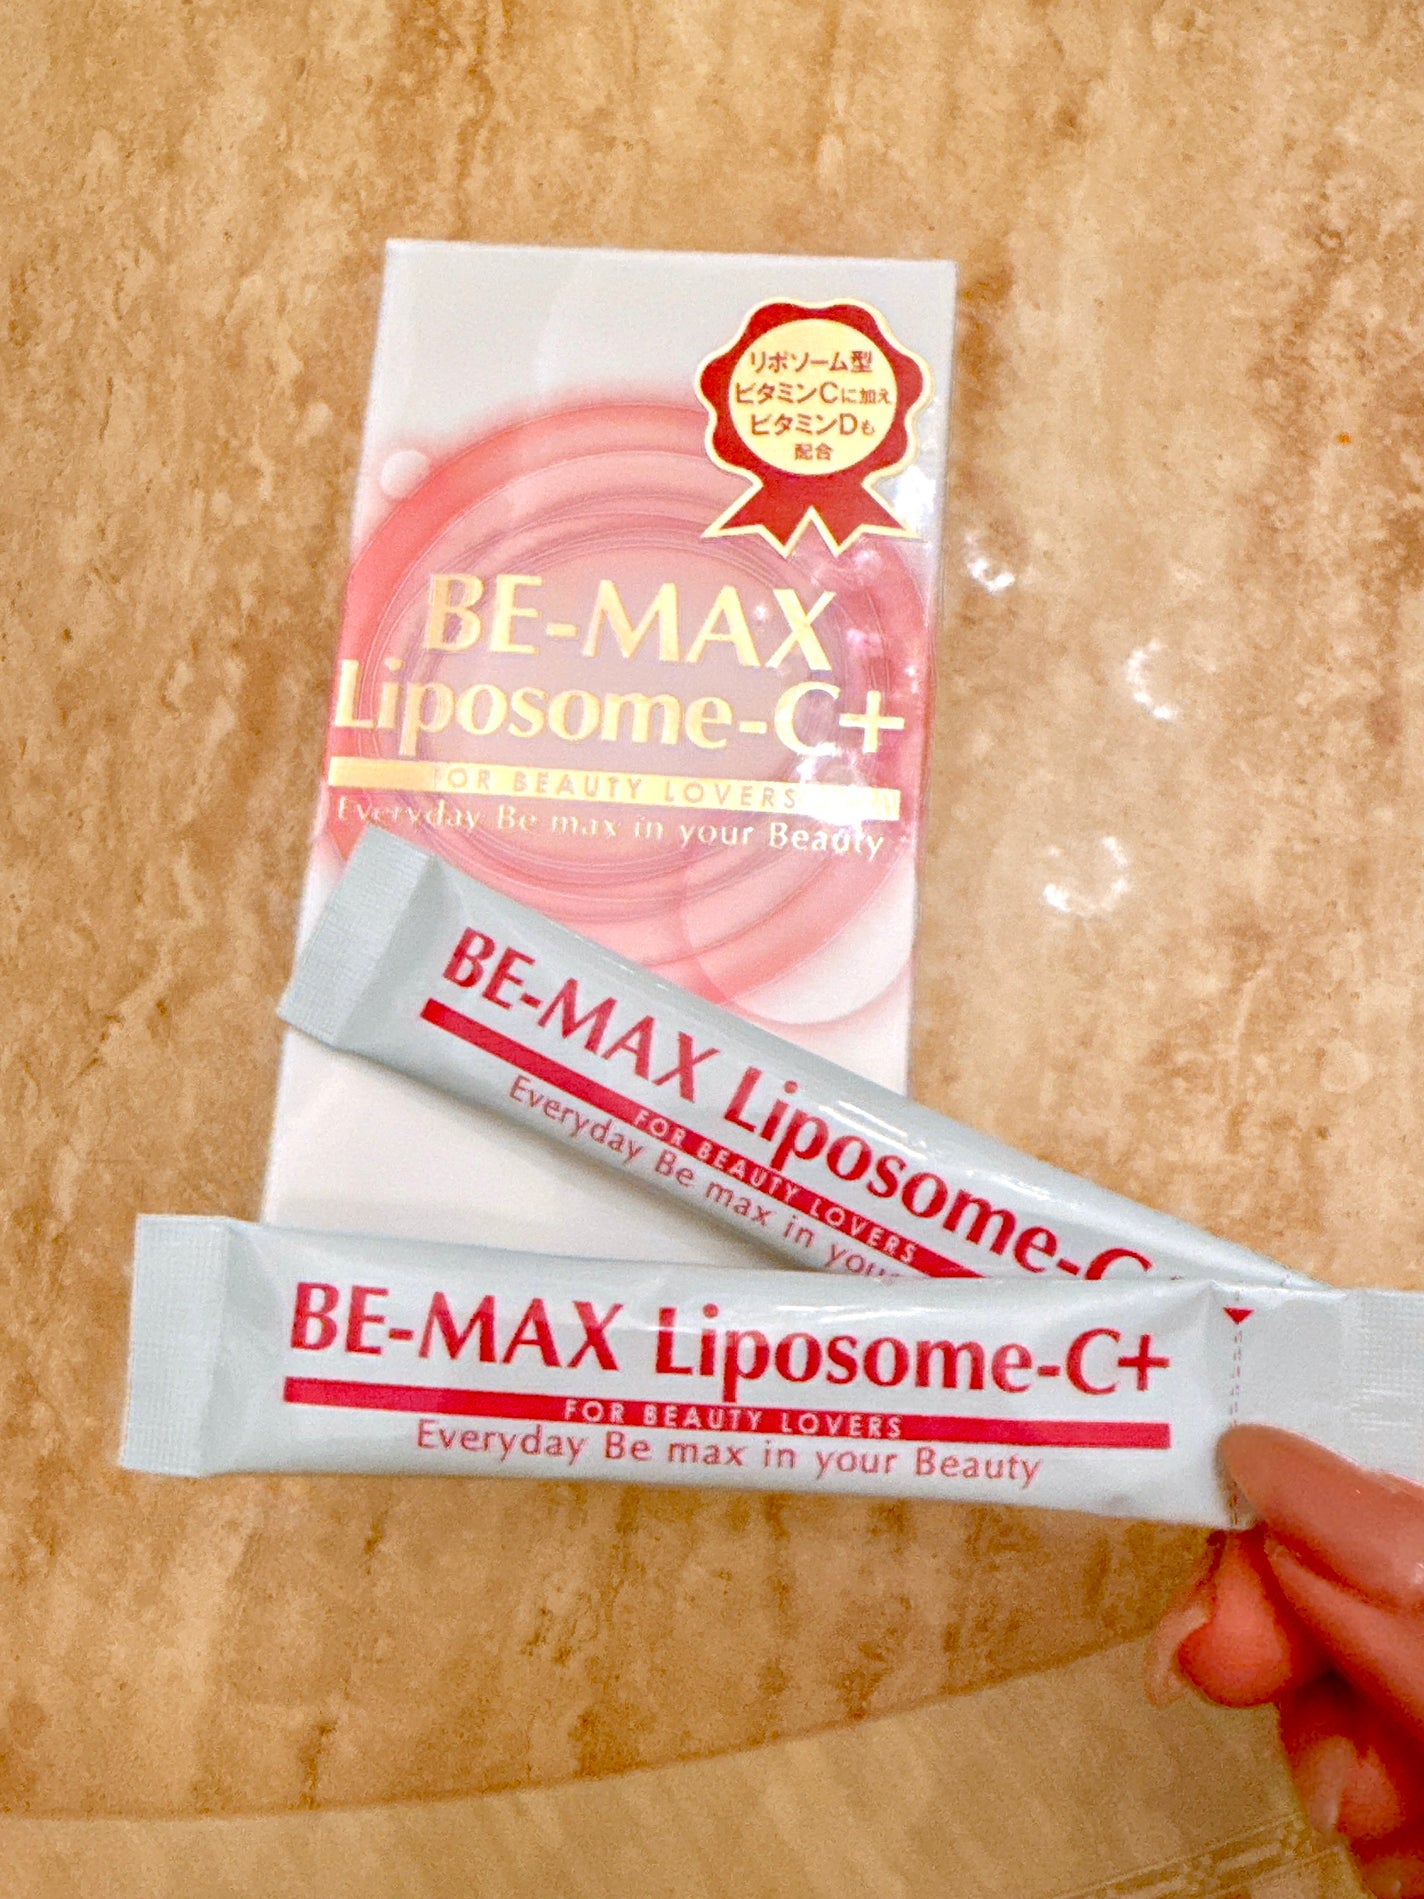 リポソーム型
ビタミンCに加え
ビタミンDも
配合
BE-MAX
Liposome-C+
FOR BEAUTY LOVERS
Everyday Be max in your Beauty
BE-MAX Liposome-C
FOR BEAUTY LOVERS
Everyday Be max in your
BE-MAX Liposome-C+
FOR BEAUTY LOVERS
Everyday Be max in your Beauty